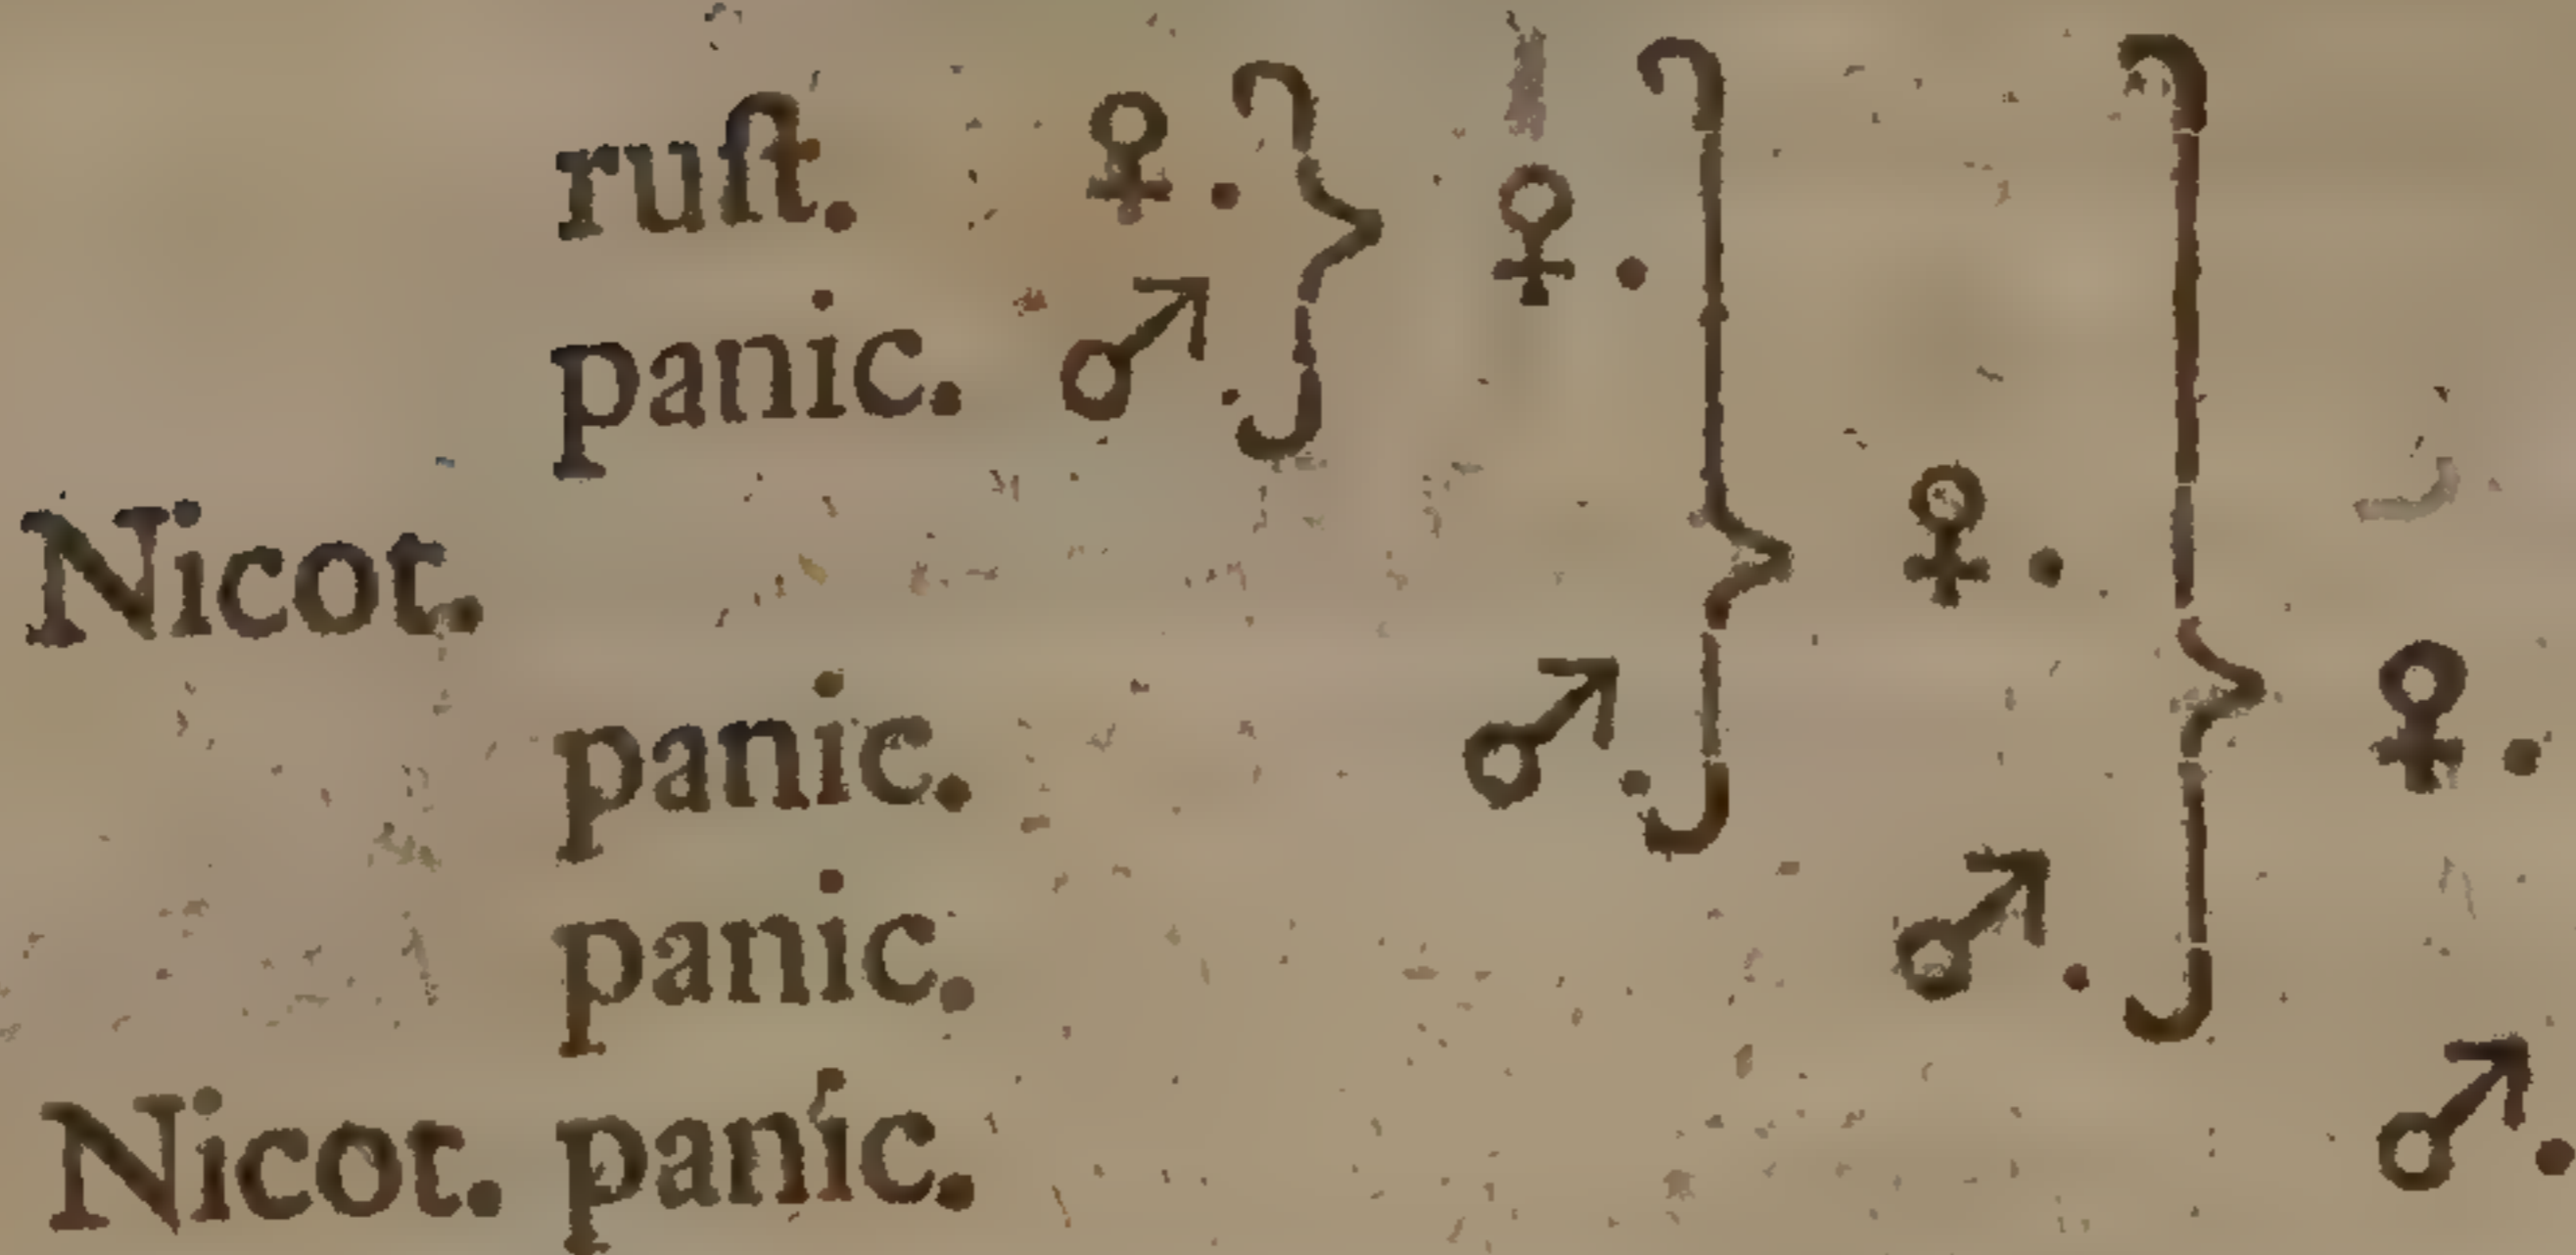 ruſt. ♀.
♀.
panic. ♂.
Nicot. ♀.
panic. ♂. ♀.
panic. ♂.
Nicot. panic. ♂.